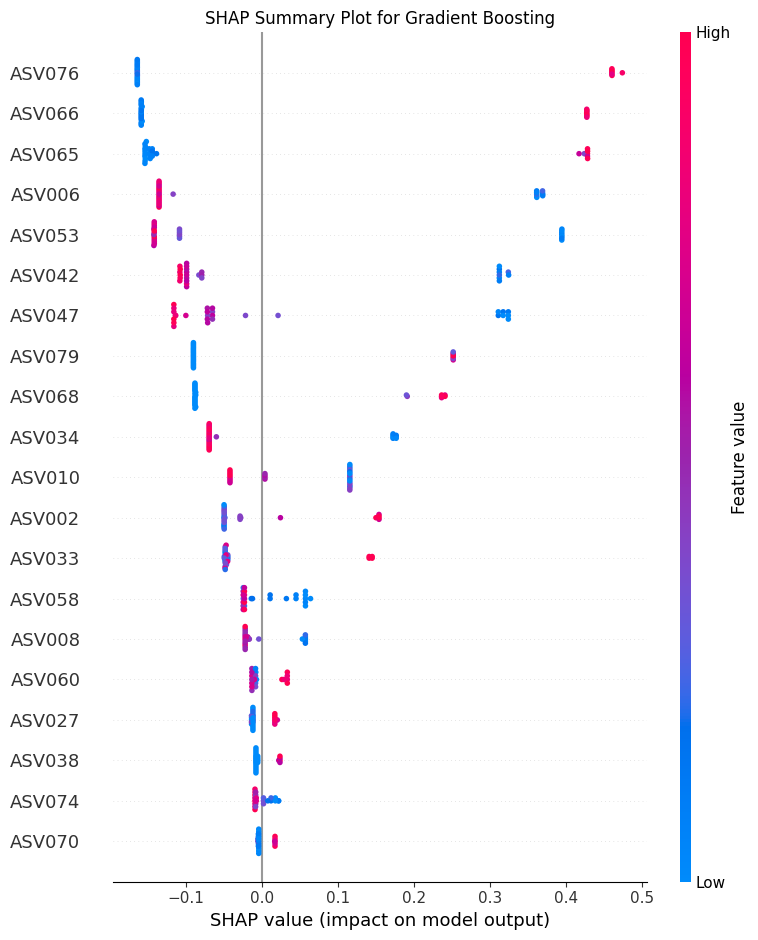 SHAP Summary Plot for Gradient Boosting
High
ASV076
ASV066
ASV065
ASV006
ASV053
ASV042
ASV047
ASV079
ASV068
ASV034
ASV010
ASV002
ASV033
ASV058
ASV008
ASV060
ASV027
ASV038
ASV074
ASV070
Feature value
Low
−0.1 0.0 0.1 0.2 0.3 0.4 0.5
SHAP value (impact on model output)